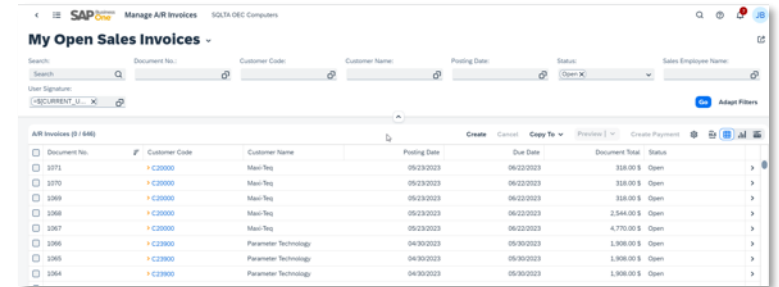 SAP Business One Manage A/R Invoices SQLTA OEC Computers JB
My Open Sales Invoices
Search: Document No.: Customer Code: Customer Name: Posting Date: Status: Sales Employee Name:
Search Open X
User Signature:
=$[CURRENT_U... X Go Adapt Filters
A/R Invoices (0 / 646) Create Cancel Copy To Preview Create Payment
Document No. Customer Code Customer Name Posting Date Due Date Document Total Status
1071 C20000 Maxi-Teq 05/23/2023 06/22/2023 318.00 $ Open
1070 C20000 Maxi-Teq 05/23/2023 06/22/2023 318.00 $ Open
1069 C20000 Maxi-Teq 05/23/2023 06/22/2023 318.00 $ Open
1068 C20000 Maxi-Teq 05/23/2023 06/22/2023 2,544.00 $ Open
1067 C20000 Maxi-Teq 05/23/2023 06/22/2023 4,770.00 $ Open
1066 C23900 Parameter Technology 04/30/2023 05/30/2023 1,908.00 $ Open
1065 C23900 Parameter Technology 04/30/2023 05/30/2023 1,908.00 $ Open
1064 C23900 Parameter Technology 04/30/2023 05/30/2023 1,908.00 $ Open